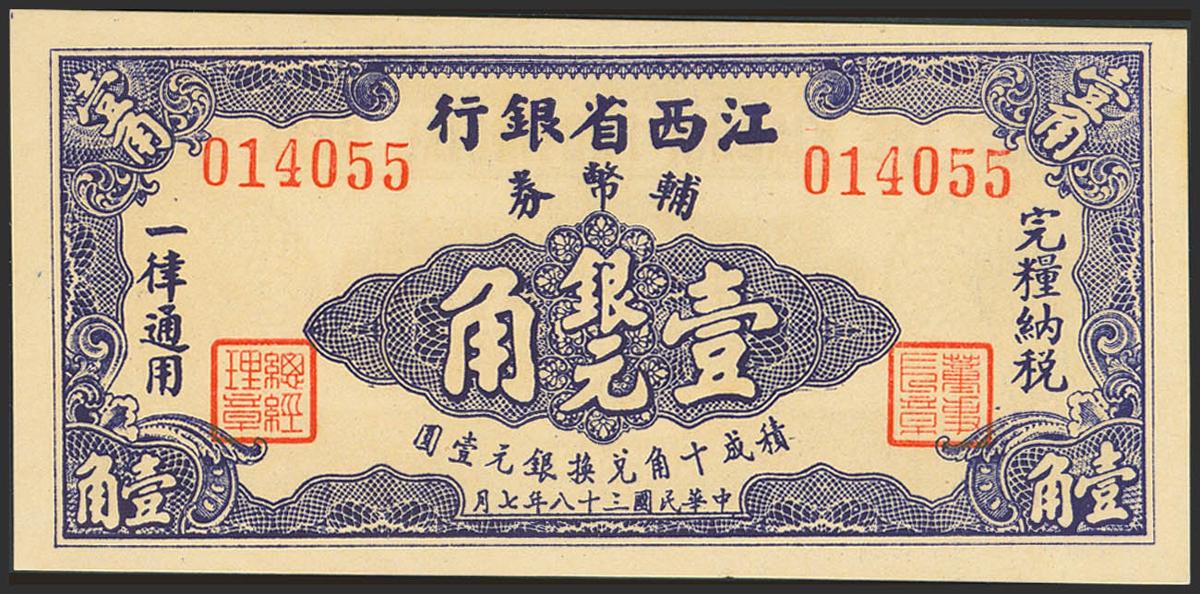 江西省銀行
輔幣券
014055
014055
壹角
壹角
完糧納稅
一律通用
壹銀元角
董事長章
總經理章
積成十角兌換銀元壹圓
中華民國三十八年七月
壹角
壹角